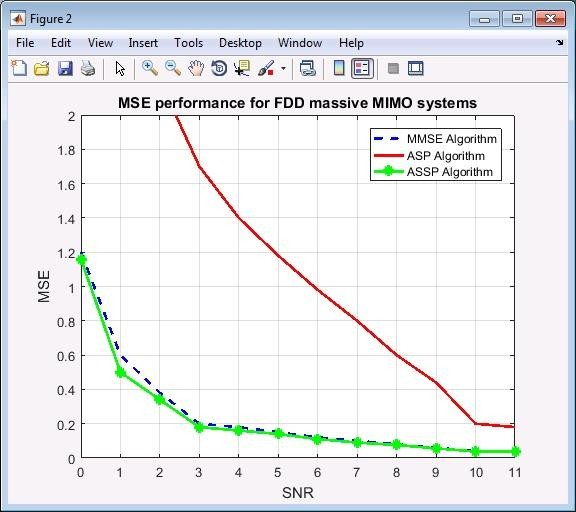 Figure 2
File Edit View Insert Tools Desktop Window Help
MSE performance for FDD massive MIMO systems
MMSE Algorithm
ASP Algorithm
ASSP Algorithm
2
1.8
1.6
1.4
1.2
1
0.8
0.6
0.4
0.2
0
MSE
0 1 2 3 4 5 6 7 8 9 10 11
SNR